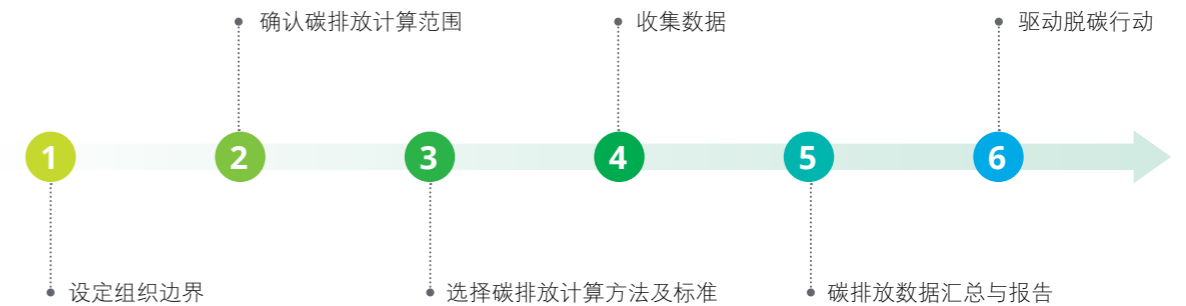 确认碳排放计算范围
收集数据
驱动脱碳行动
1
2
3
4
5
6
设定组织边界
选择碳排放计算方法及标准
碳排放数据汇总与报告